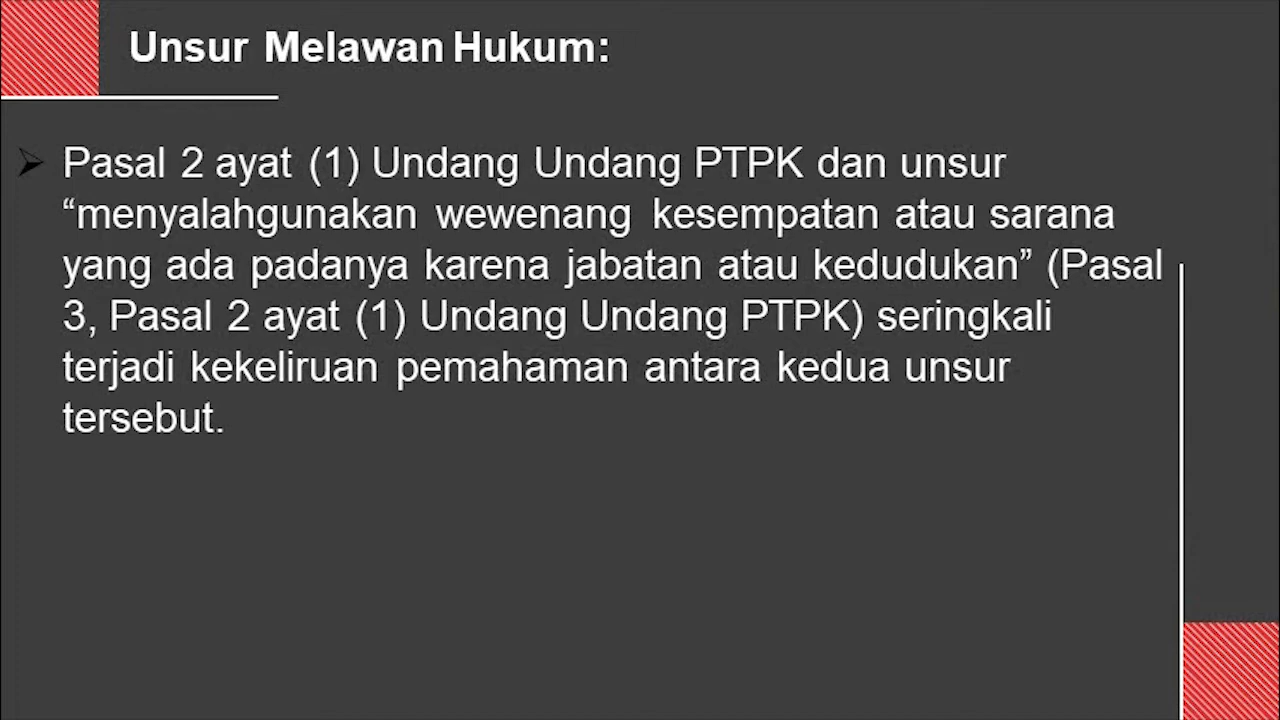 Unsur Melawan Hukum:
Pasal 2 ayat (1) Undang Undang PTPK dan unsur
“menyalahgunakan wewenang kesempatan atau sarana
yang ada padanya karena jabatan atau kedudukan” (Pasal
3, Pasal 2 ayat (1) Undang Undang PTPK) seringkali
terjadi kekeliruan pemahaman antara kedua unsur
tersebut.